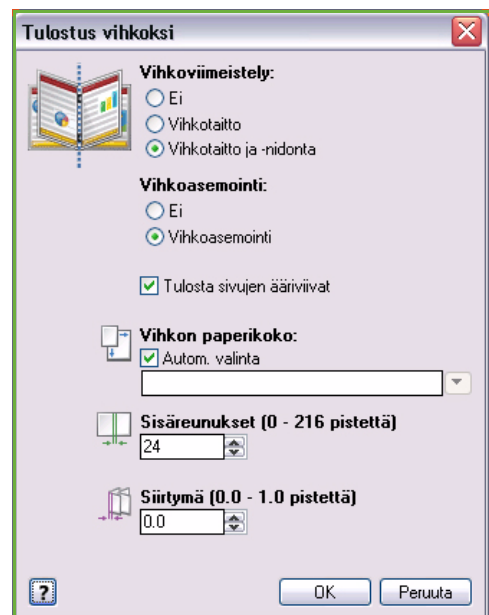 Tulostus vihkoksi
Vihkoviimeistely:
Ei
Vihkotaitto
Vihkotaitto ja -nidonta
Vihkoasemointi:
Ei
Vihkoasemointi
Tulosta sivujen ääriviivat
Vihkon paperikoko:
Autom. valinta
Sisäreunukset (0 - 216 pistettä)
24
Siirtymä (0.0 - 1.0 pistettä)
0.0
? OK Peruuta